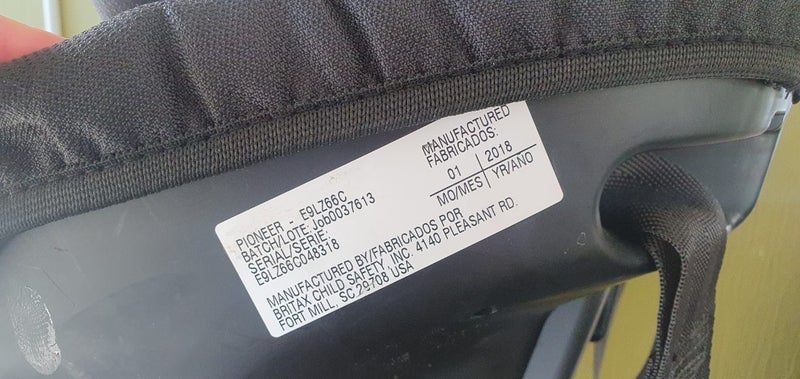 PIONEER - E9LZ66C
BATCH/LOTE: Job0037613
SERIAL/SERIE:
E9LZ66C048318
MANUFACTURED
FABRICADOS:
01 | 2018
MO/MES | YR/ANO
MANUFACTURED BY/FABRICADOS POR
BRITAX CHILD SAFETY, INC. 4140 PLEASANT RD.
FORT MILL, SC 29708 USA